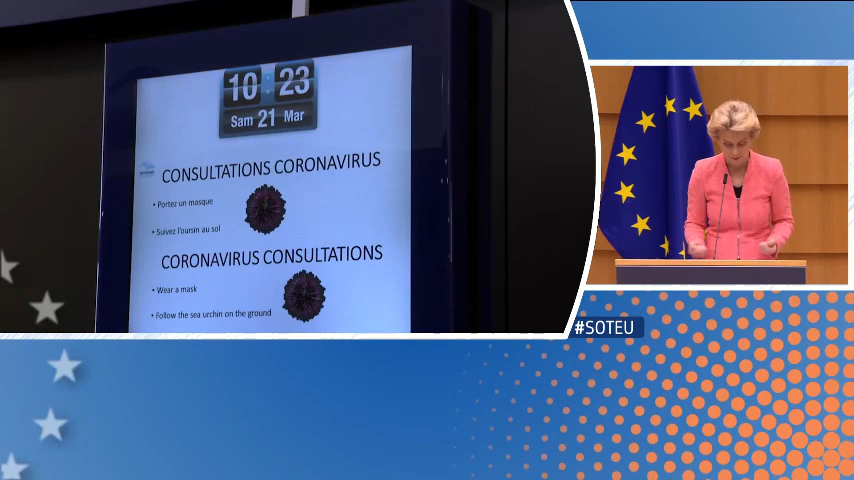 10:23
Sam 21 Mar
CONSULTATIONS CORONAVIRUS
• Portez un masque
• Suivez l'oursin au sol
CORONAVIRUS CONSULTATIONS
• Wear a mask
• Follow the sea urchin on the ground
#SOTEU